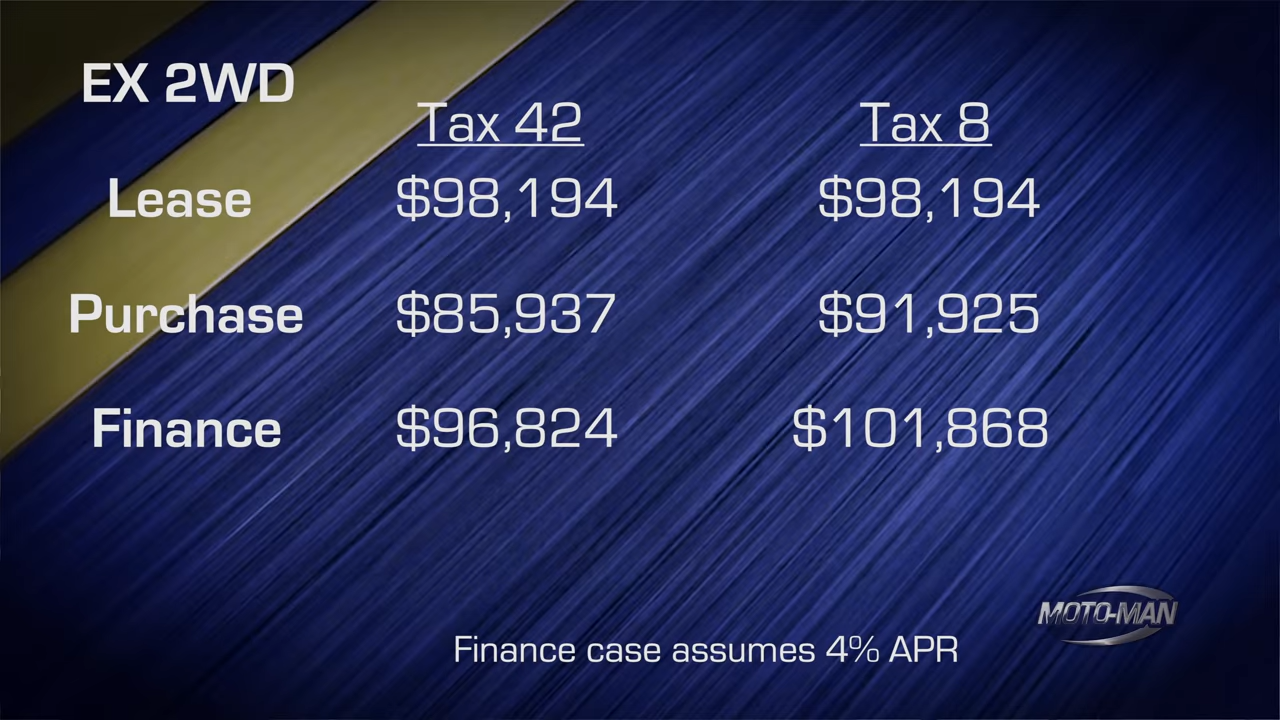 EX 2WD
Tax 42 Tax 8
Lease $98,194 $98,194
Purchase $85,937 $91,925
Finance $96,824 $101,868
MOTO-MAN
Finance case assumes 4% APR